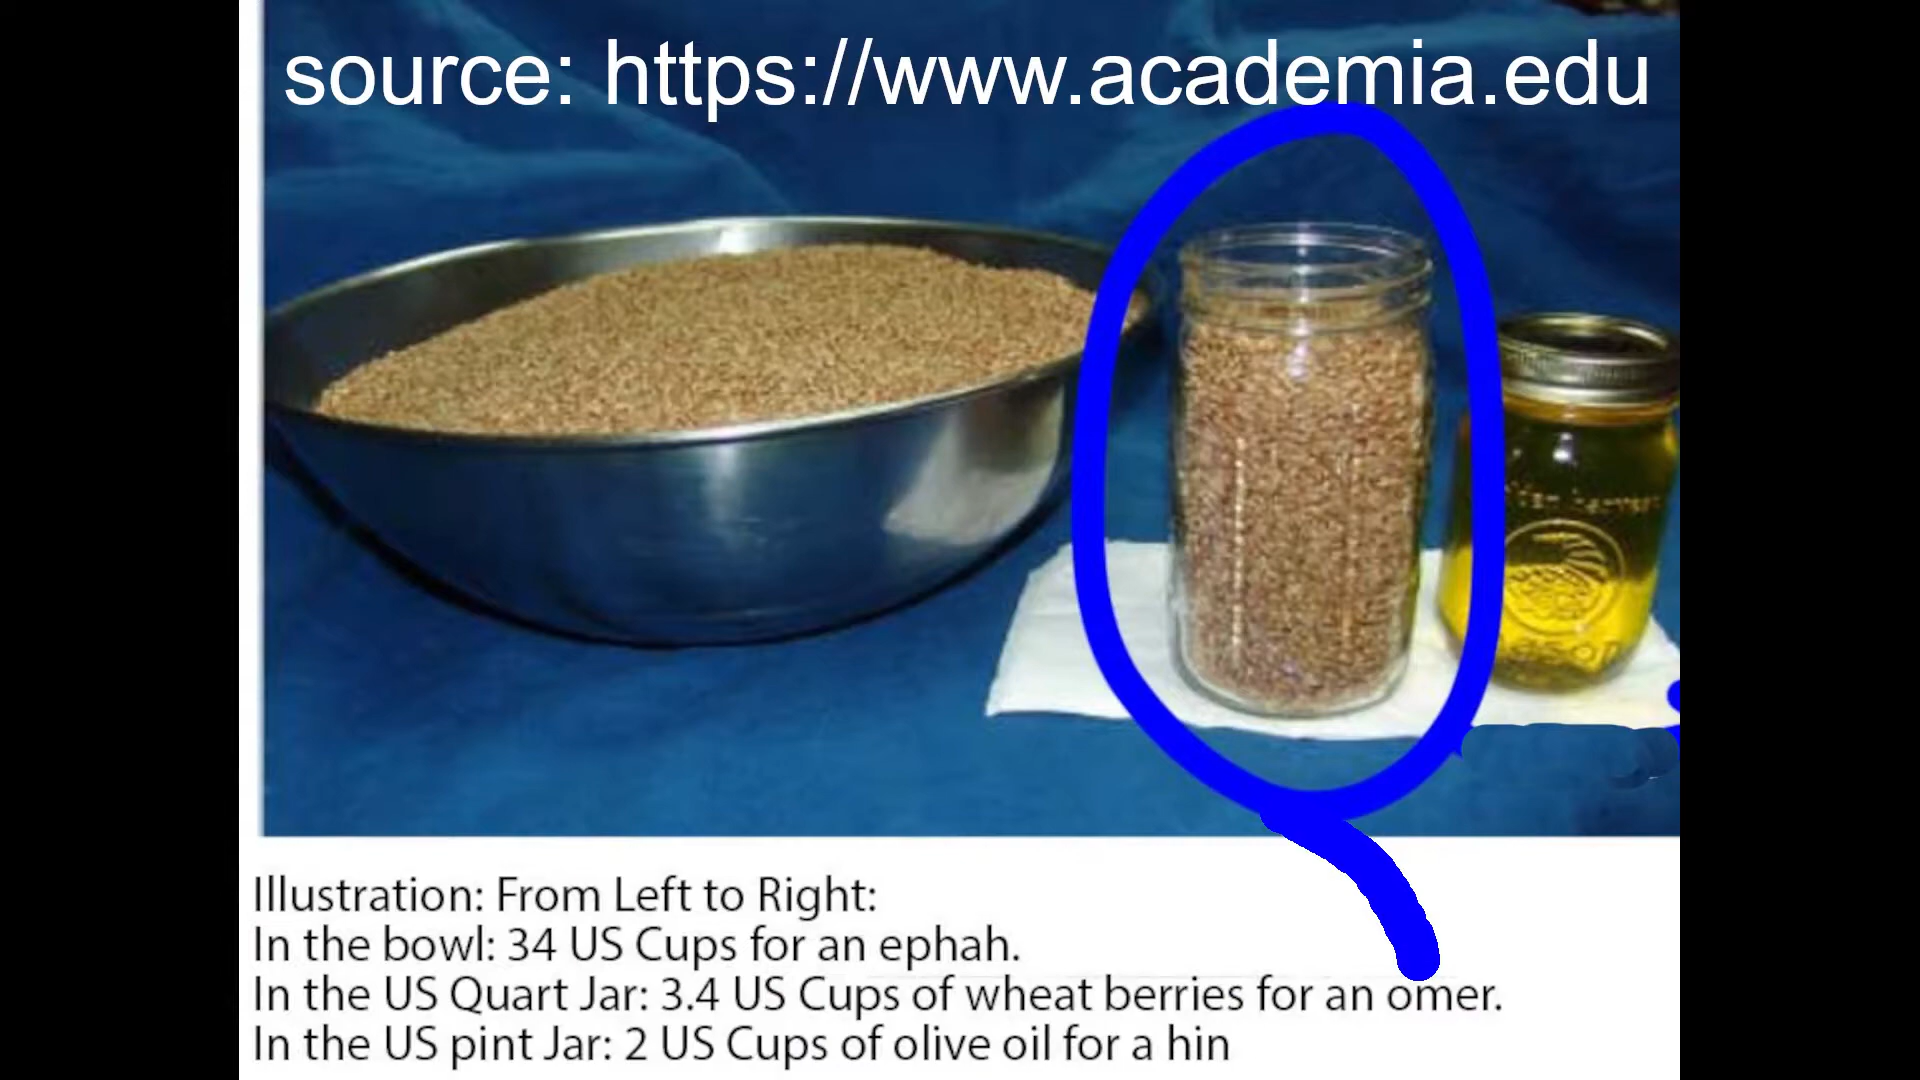 source: https://www.academia.edu
Illustration: From Left to Right:
In the bowl: 34 US Cups for an ephah.
In the US Quart Jar: 3.4 US Cups of wheat berries for an omer.
In the US pint Jar: 2 US Cups of olive oil for a hin